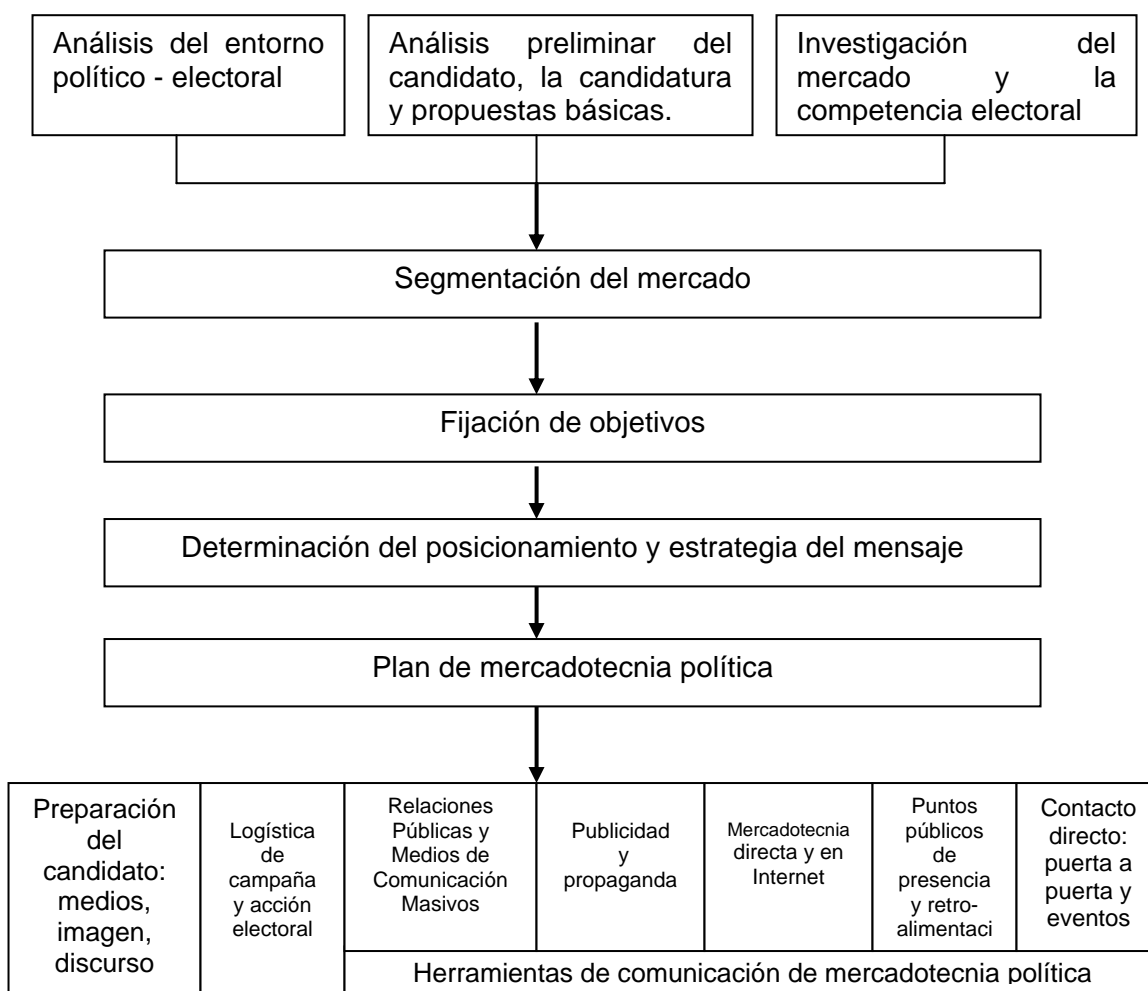 Análisis del entorno
político - electoral
Análisis preliminar del
candidato, la candidatura
y propuestas básicas.
Investigación del
mercado y la
competencia electoral
Segmentación del mercado
Fijación de objetivos
Determinación del posicionamiento y estrategia del mensaje
Plan de mercadotecnia política
Preparación
del
candidato:
medios,
imagen,
discurso
Logística
de
campaña
y acción
electoral
Relaciones
Públicas y
Medios de
Comunicación
Masivos
Publicidad
y
propaganda
Mercadotecnia
directa y en
Internet
Puntos
públicos
de
presencia
y retro-
alimentaci
Contacto
directo:
puerta a
puerta y
eventos
Herramientas de comunicación de mercadotecnia política